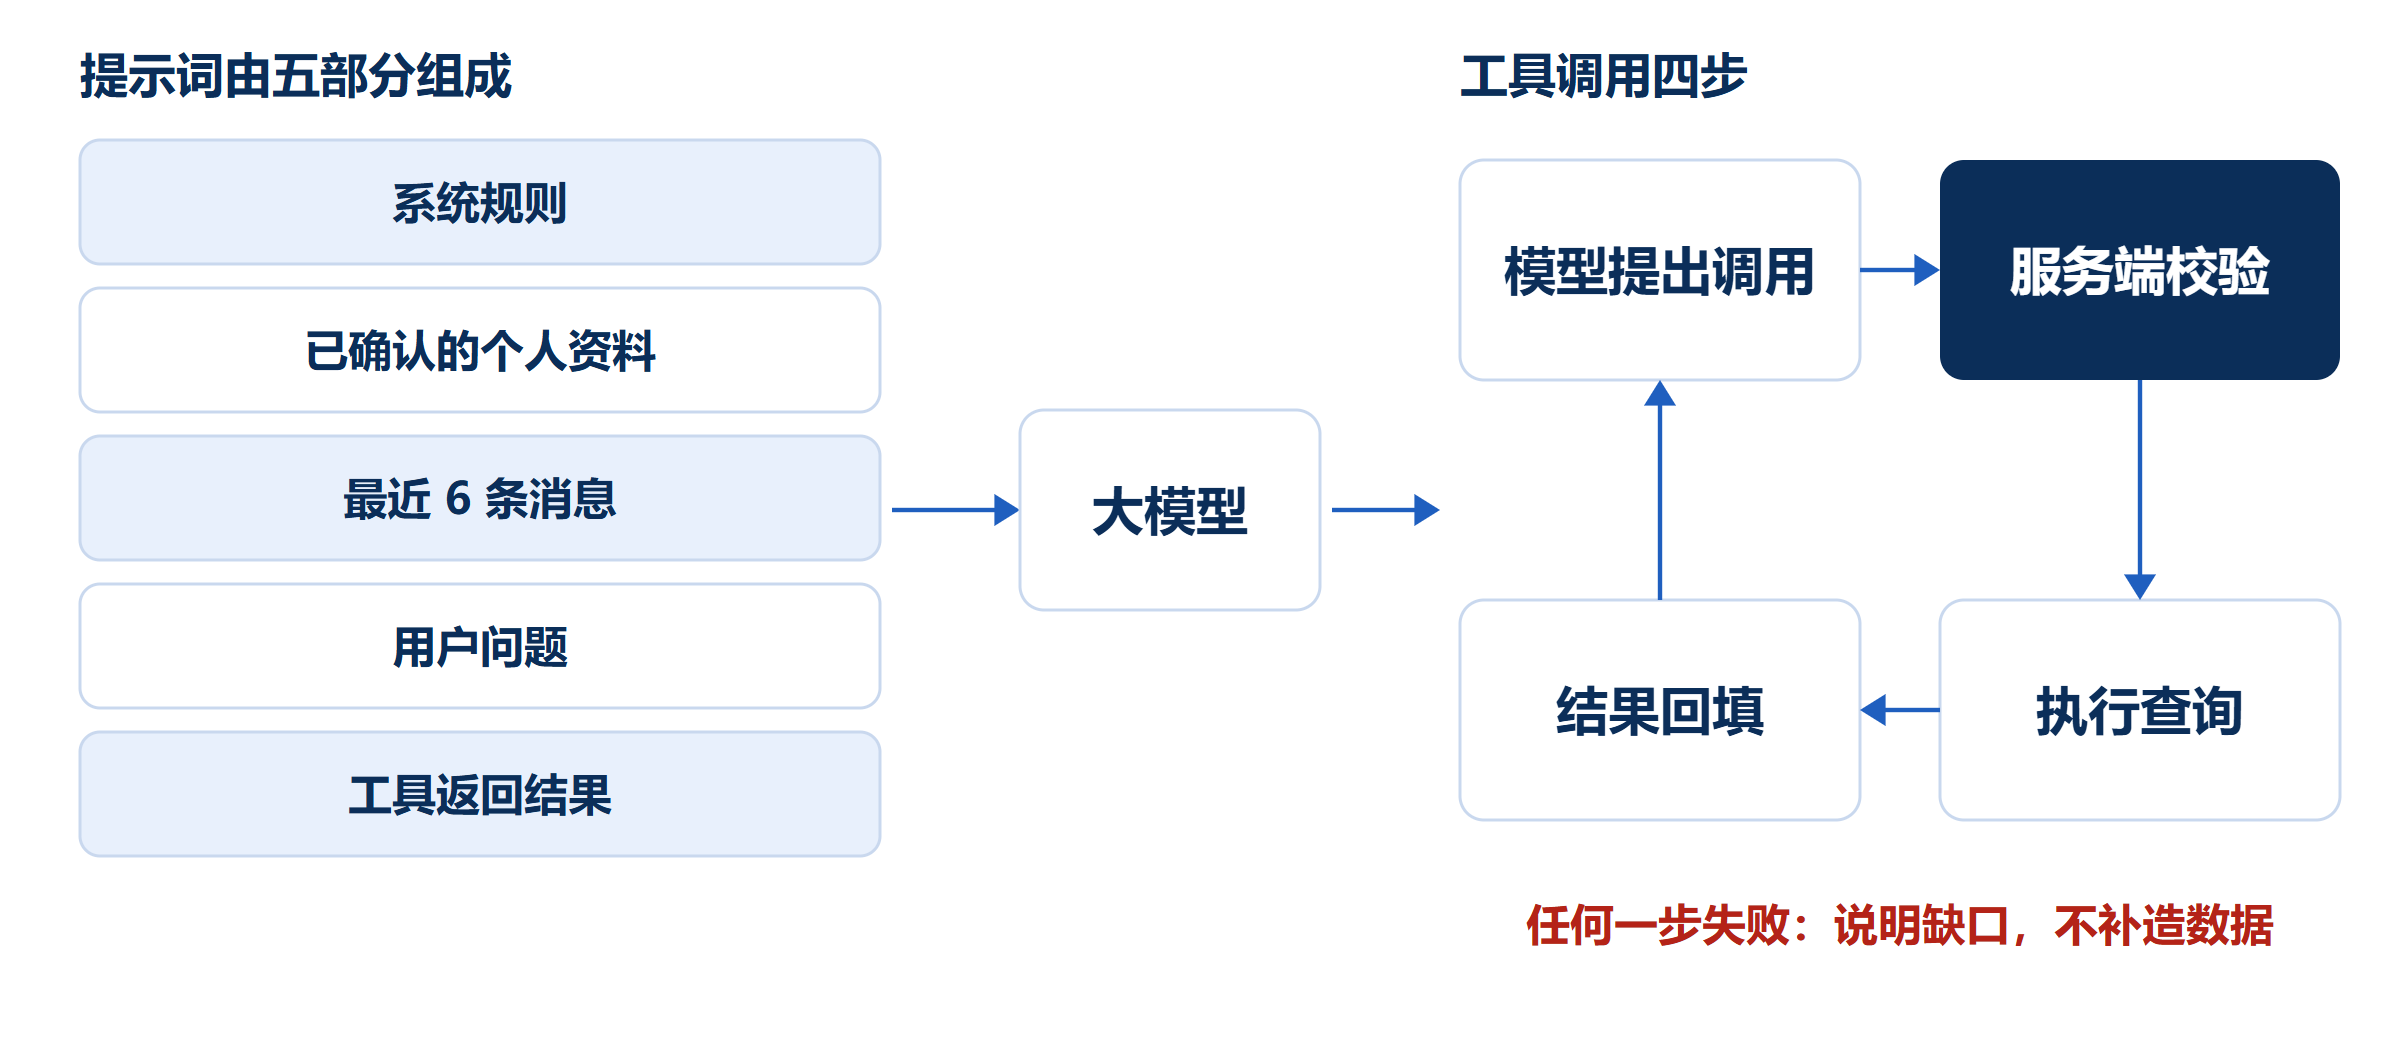 提示词由五部分组成
系统规则
已确认的个人资料
最近 6 条消息
用户问题
工具返回结果
大模型
工具调用四步
模型提出调用
服务端校验
结果回填
执行查询
任何一步失败：说明缺口，不补造数据